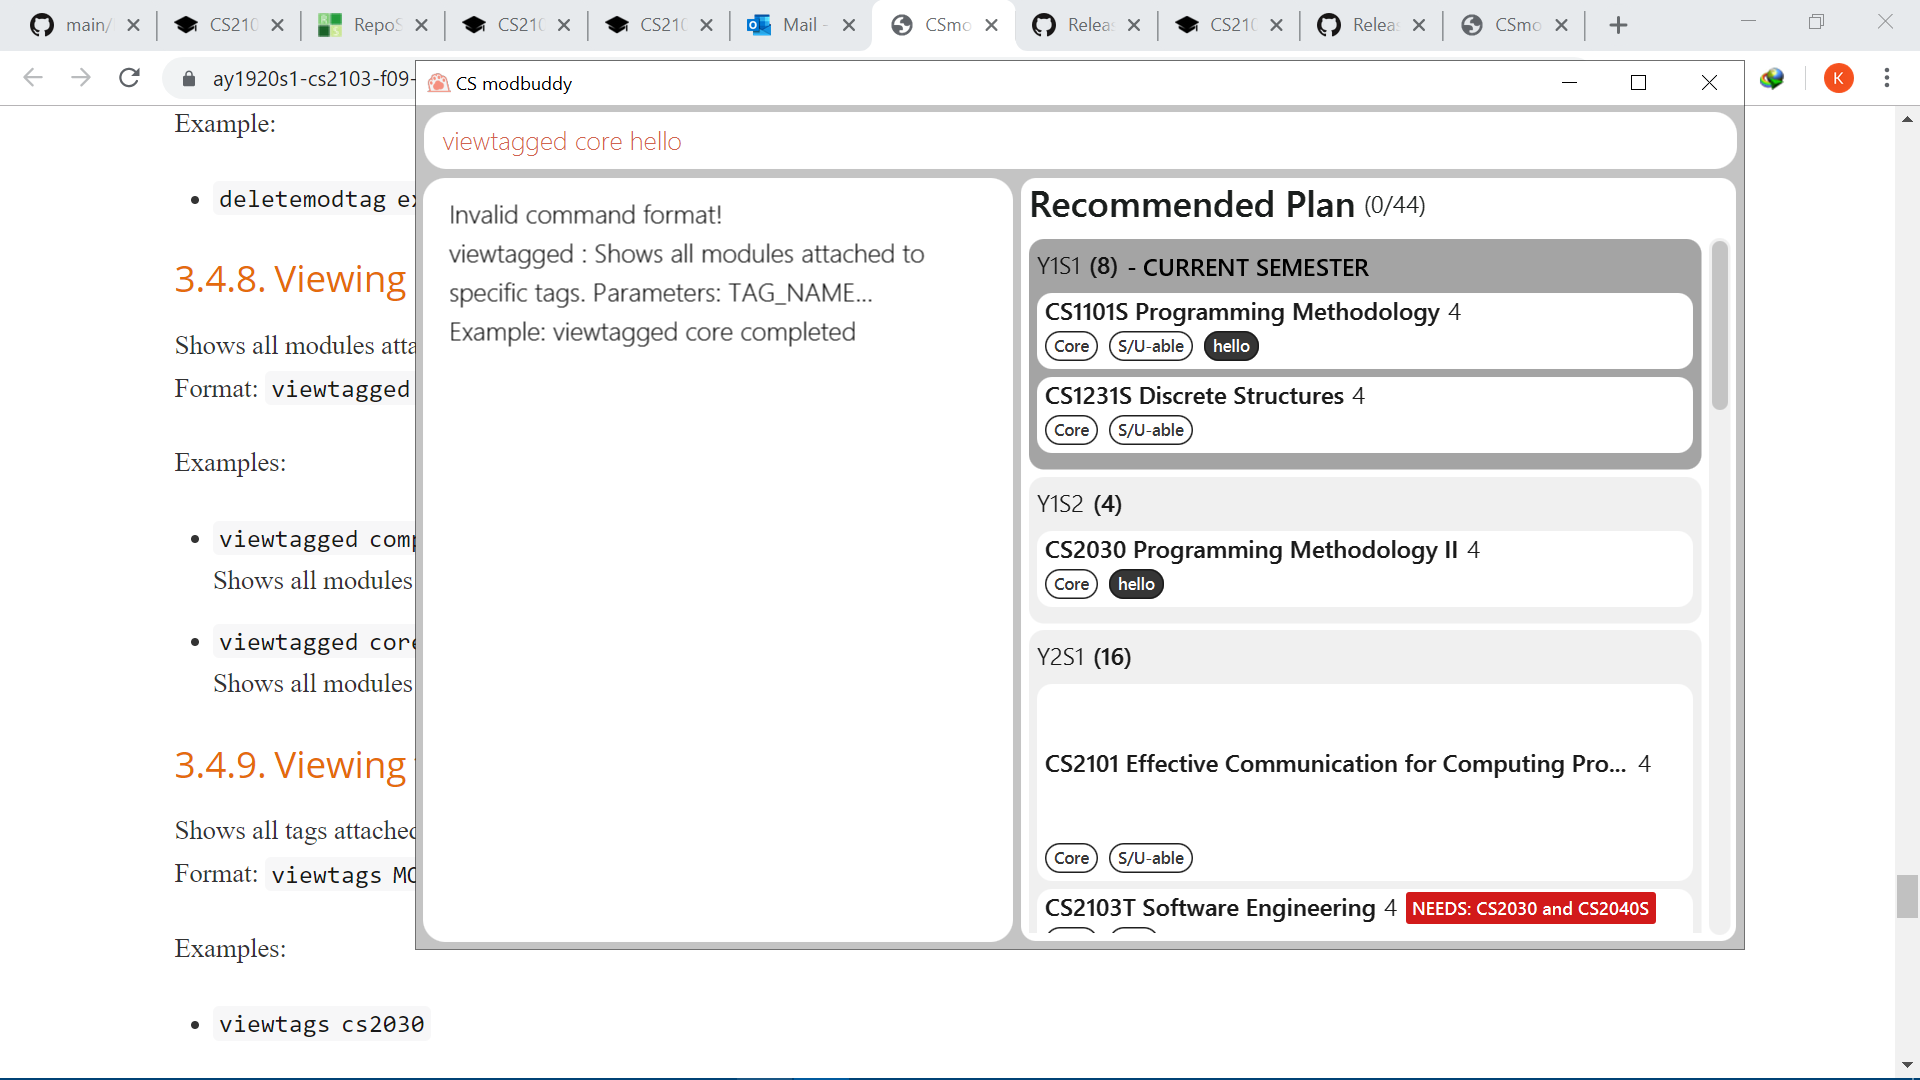 main/
CS210
RepoS
CS210
CS210
Mail -
CSmo
Relea
CS210
Relea
CSmo
ay1920s1-cs2103-f09-
K
Example:
deletemodtag
3.4.8. Viewing
Shows all modules atta
Format: viewtagged
Examples:
viewtagged com
Shows all modules
viewtagged core
Shows all modules
3.4.9. Viewing
Shows all tags attached
Format: viewtags MO
Examples:
viewtags cs2030
CS modbuddy
viewtagged core hello
Invalid command format!
viewtagged : Shows all modules attached to
specific tags. Parameters: TAG_NAME...
Example: viewtagged core completed
Recommended Plan (0/44)
Y1S1 (8) - CURRENT SEMESTER
CS1101S Programming Methodology 4
Core S/U-able hello
CS1231S Discrete Structures 4
Core S/U-able
Y1S2 (4)
CS2030 Programming Methodology II 4
Core hello
Y2S1 (16)
CS2101 Effective Communication for Computing Pro... 4
Core S/U-able
CS2103T Software Engineering 4 NEEDS: CS2030 and CS2040S